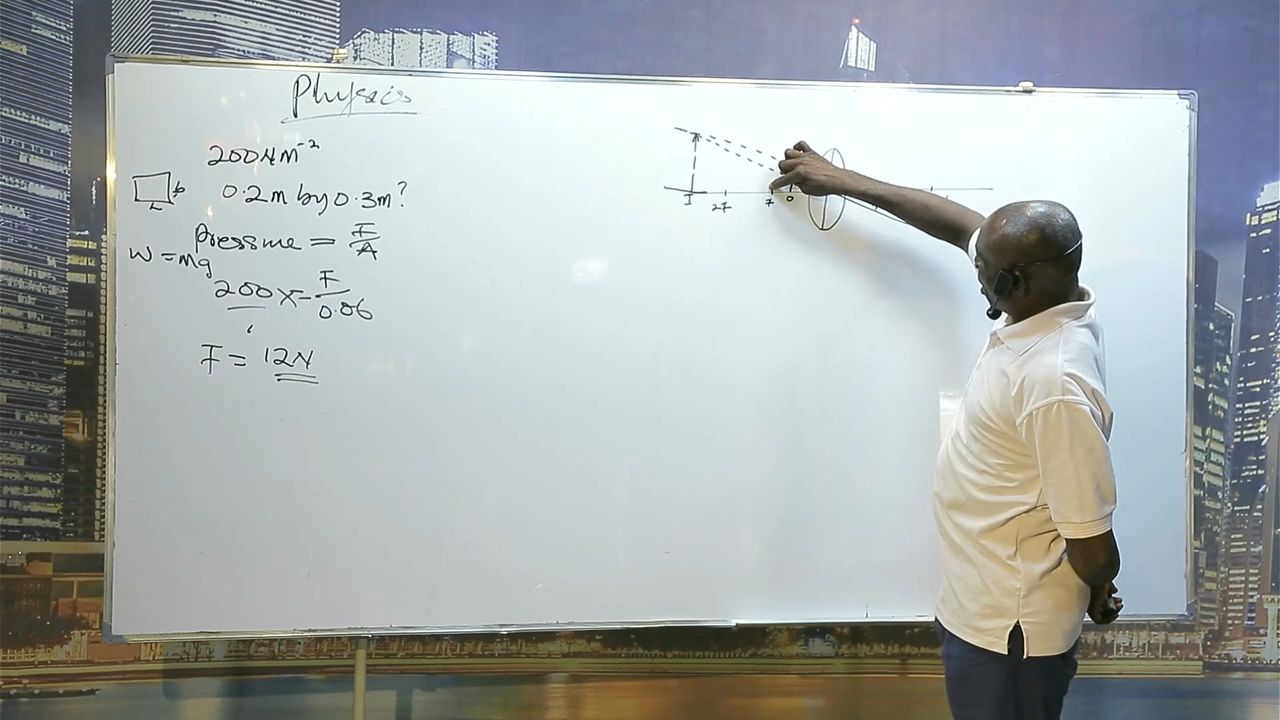 Physics
200Nm⁻²
0.2m by 0.3m?
b
L
Pressure = F/A
W = mg
200 X = F/0.06
F = 12N
I 2F F O